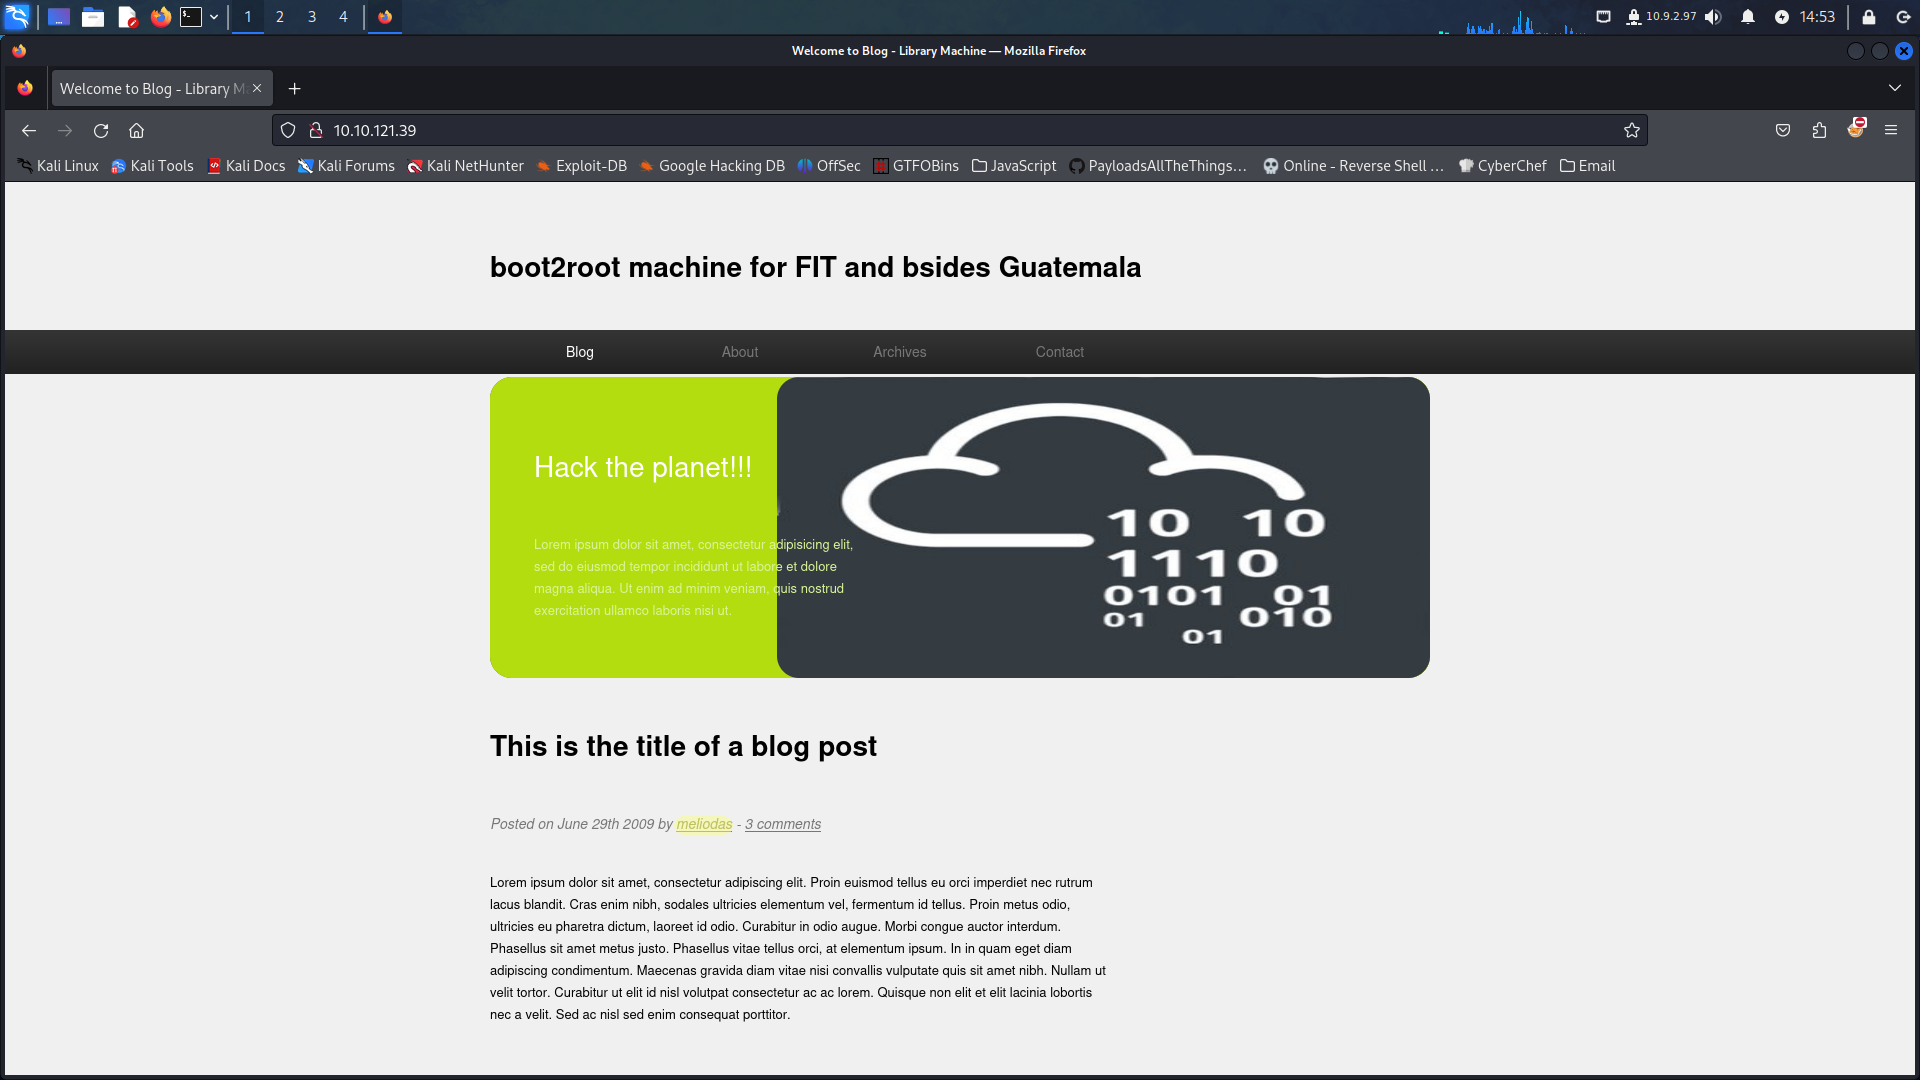 1 2 3 4 10.9.2.97 14:53
Welcome to Blog - Library Machine — Mozilla Firefox
Welcome to Blog - Library M
10.10.121.39
Kali Linux Kali Tools Kali Docs Kali Forums Kali NetHunter Exploit-DB Google Hacking DB OffSec GTFOBins JavaScript PayloadsAllTheThings… Online - Reverse Shell … CyberChef Email
boot2root machine for FIT and bsides Guatemala
Blog About Archives Contact
Hack the planet!!!
Lorem ipsum dolor sit amet, consectetur adipisicing elit,
sed do eiusmod tempor incididunt ut labore et dolore
magna aliqua. Ut enim ad minim veniam, quis nostrud
exercitation ullamco laboris nisi ut.
10 10
1110
0101 01
01 010
01
This is the title of a blog post
Posted on June 29th 2009 by meliodas - 3 comments
Lorem ipsum dolor sit amet, consectetur adipiscing elit. Proin euismod tellus eu orci imperdiet nec rutrum
lacus blandit. Cras enim nibh, sodales ultricies elementum vel, fermentum id tellus. Proin metus odio,
ultricies eu pharetra dictum, laoreet id odio. Curabitur in odio augue. Morbi congue auctor interdum.
Phasellus sit amet metus justo. Phasellus vitae tellus orci, at elementum ipsum. In in quam eget diam
adipiscing condimentum. Maecenas gravida diam vitae nisi convallis vulputate quis sit amet nibh. Nullam ut
velit tortor. Curabitur ut elit id nisl volutpat consectetur ac ac lorem. Quisque non elit et elit lacinia lobortis
nec a velit. Sed ac nisl sed enim consequat porttitor.